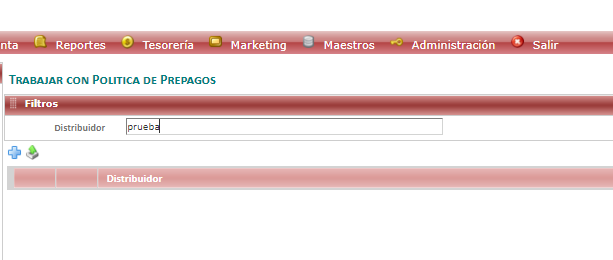 nta Reportes Tesorería Marketing Maestros Administración Salir
TRABAJAR CON POLITICA DE PREPAGOS
Filtros
Distribuidor prueba
Distribuidor